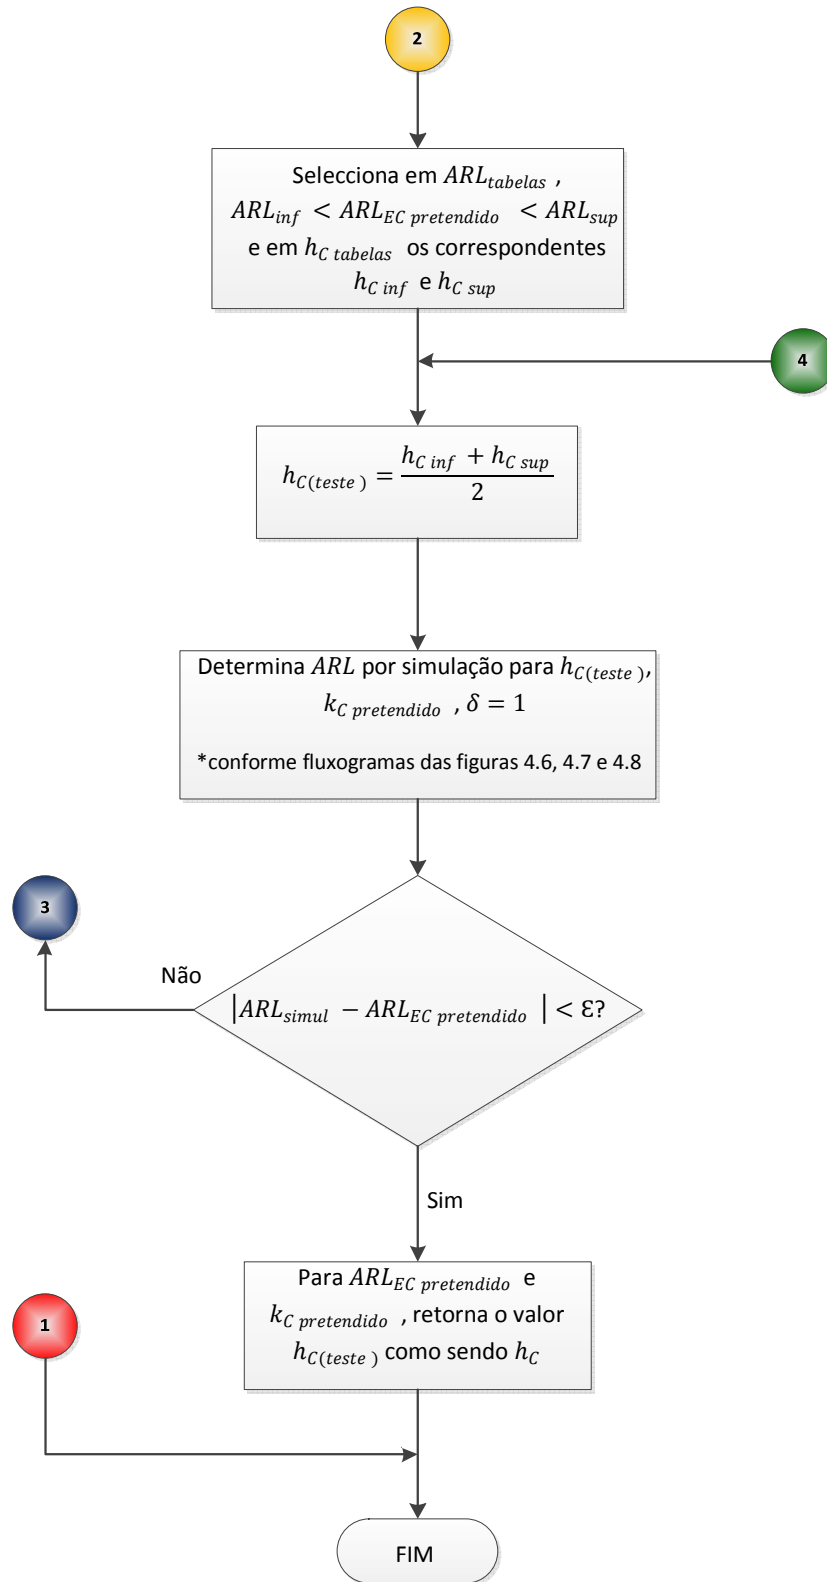 2
Selecciona em ARL_tabelas ,
ARL_inf < ARL_EC pretendido < ARL_sup
e em h_C tabelas os correspondentes
h_C inf e h_C sup
4
h_C(teste ) = (h_C inf + h_C sup) / 2
Determina ARL por simulação para h_C(teste ),
k_C pretendido , δ = 1
*conforme fluxogramas das figuras 4.6, 4.7 e 4.8
3
Não
|ARL_simul − ARL_EC pretendido | < Ɛ?
Sim
Para ARL_EC pretendido e
k_C pretendido , retorna o valor
h_C(teste ) como sendo h_C
1
FIM